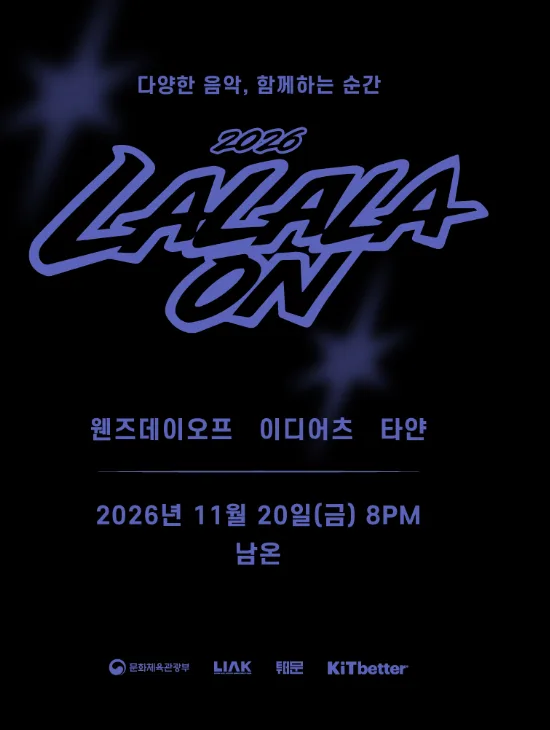 다양한 음악, 함께하는 순간
2026
LALALA
ON
웬즈데이오프 이디어츠 타얀
2026년 11월 20일(금) 8PM
남온
문화체육관광부 LIAK KiTbetter